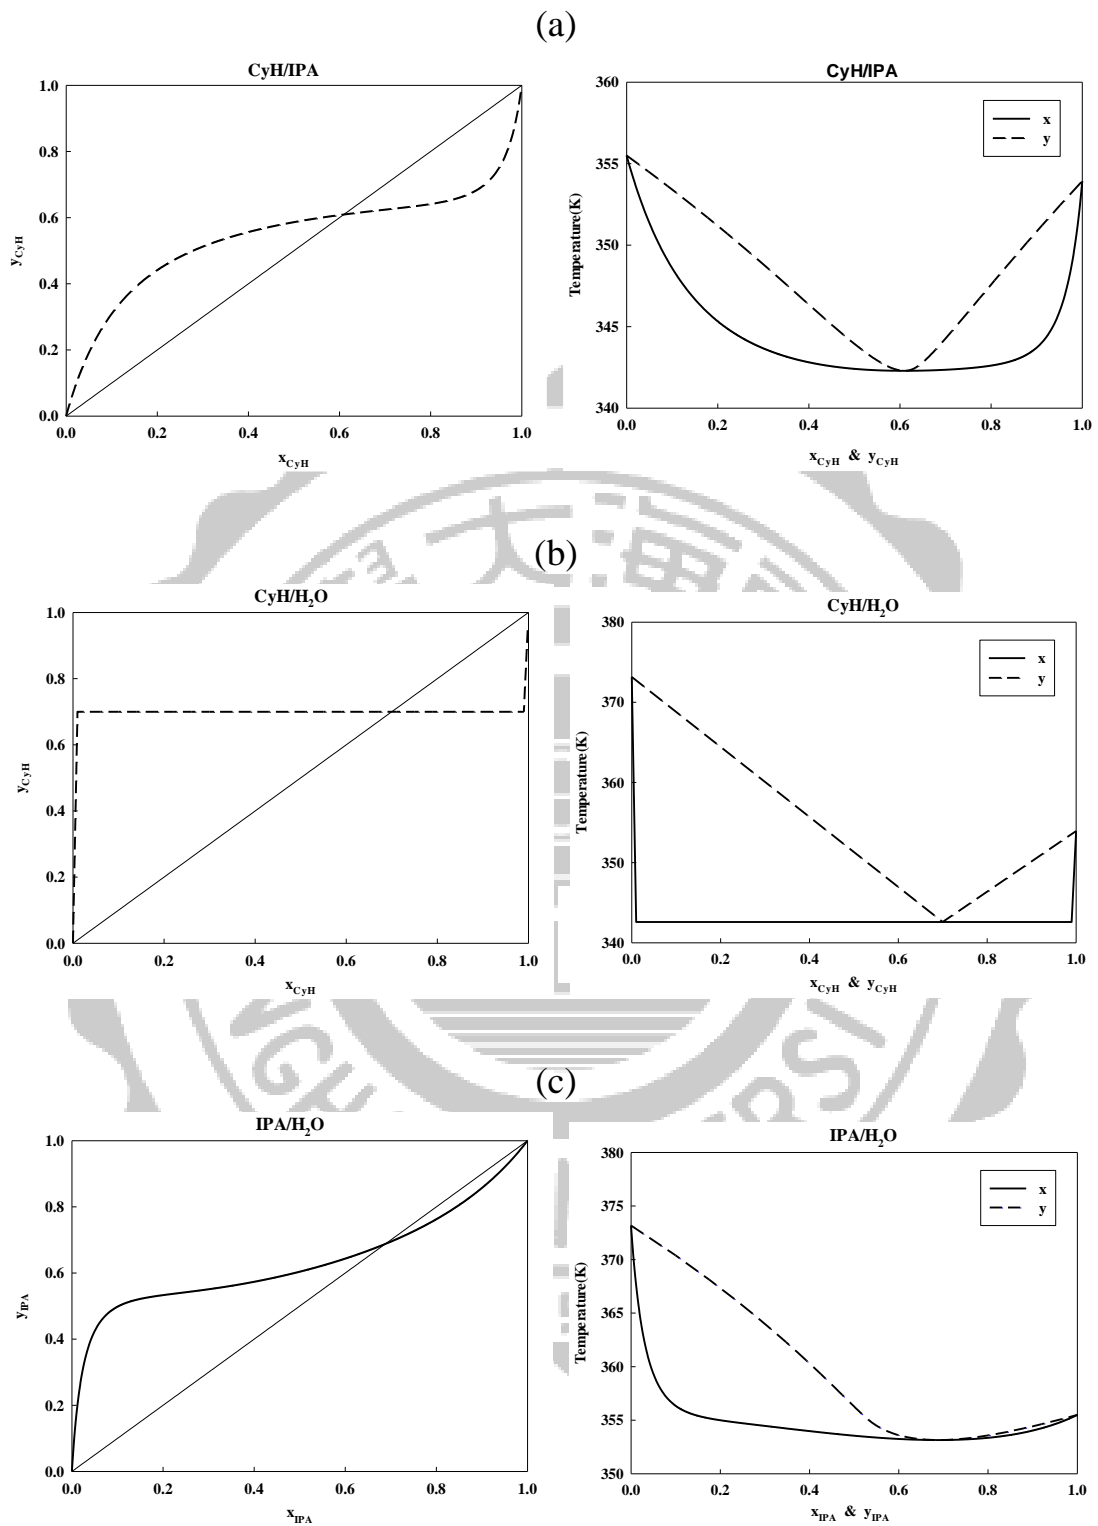 (a)
CyH/IPA
1.0
0.8
0.6
0.4
0.2
0.0
y_CyH
0.0 0.2 0.4 0.6 0.8 1.0
x_CyH
CyH/IPA
360
355
350
345
340
Temperature(K)
x
y
0.0 0.2 0.4 0.6 0.8 1.0
x_CyH & y_CyH
(b)
CyH/H₂O
1.0
0.8
0.6
0.4
0.2
0.0
y_CyH
0.0 0.2 0.4 0.6 0.8 1.0
x_CyH
CyH/H₂O
380
370
360
350
340
Temperature(K)
x
y
0.0 0.2 0.4 0.6 0.8 1.0
x_CyH & y_CyH
(c)
IPA/H₂O
1.0
0.8
0.6
0.4
0.2
0.0
y_IPA
0.0 0.2 0.4 0.6 0.8 1.0
x_IPA
IPA/H₂O
380
375
370
365
360
355
350
Temperature(K)
x
y
0.0 0.2 0.4 0.6 0.8 1.0
x_IPA & y_IPA